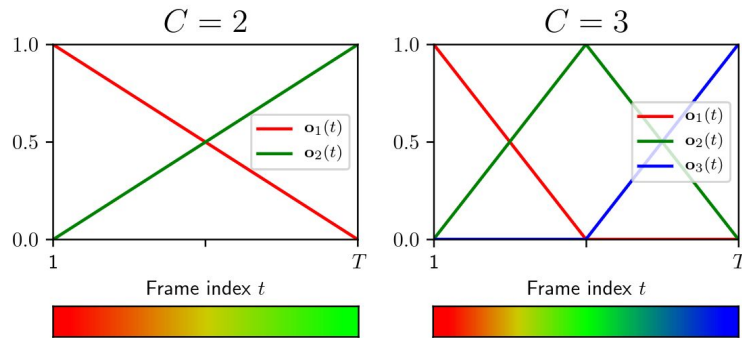 C = 2
1.0
0.5
0.0
o₁(t)
o₂(t)
1
T
Frame index t
C = 3
1.0
0.5
0.0
o₁(t)
o₂(t)
o₃(t)
1
T
Frame index t